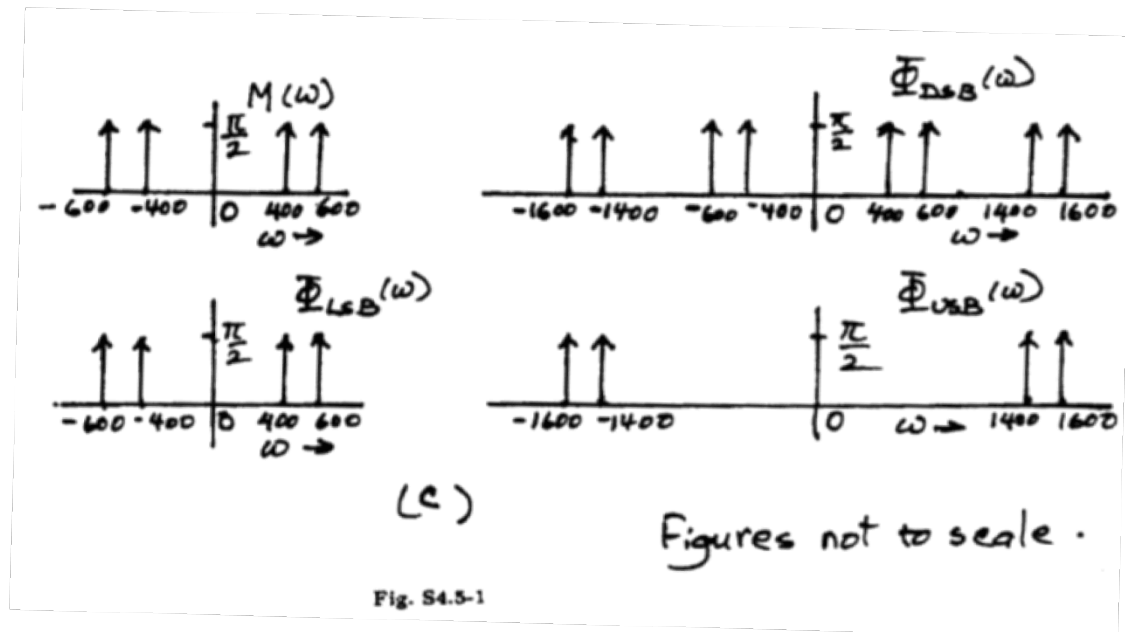 M(ω)
π/2
-600 -400 0 400 600
ω →
Φ_DSB(ω)
π/2
-1600 -1400 -600 -400 0 400 600 1400 1600
ω →
Φ_LSB(ω)
π/2
-600 -400 0 400 600
ω →
Φ_USB(ω)
π/2
-1600 -1400 0 ω → 1400 1600
(c)
Figures not to scale.
Fig. S4.5-1